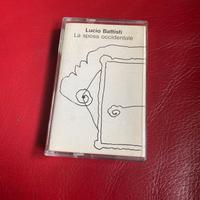 Lucio Battisti
La sposa occidentale